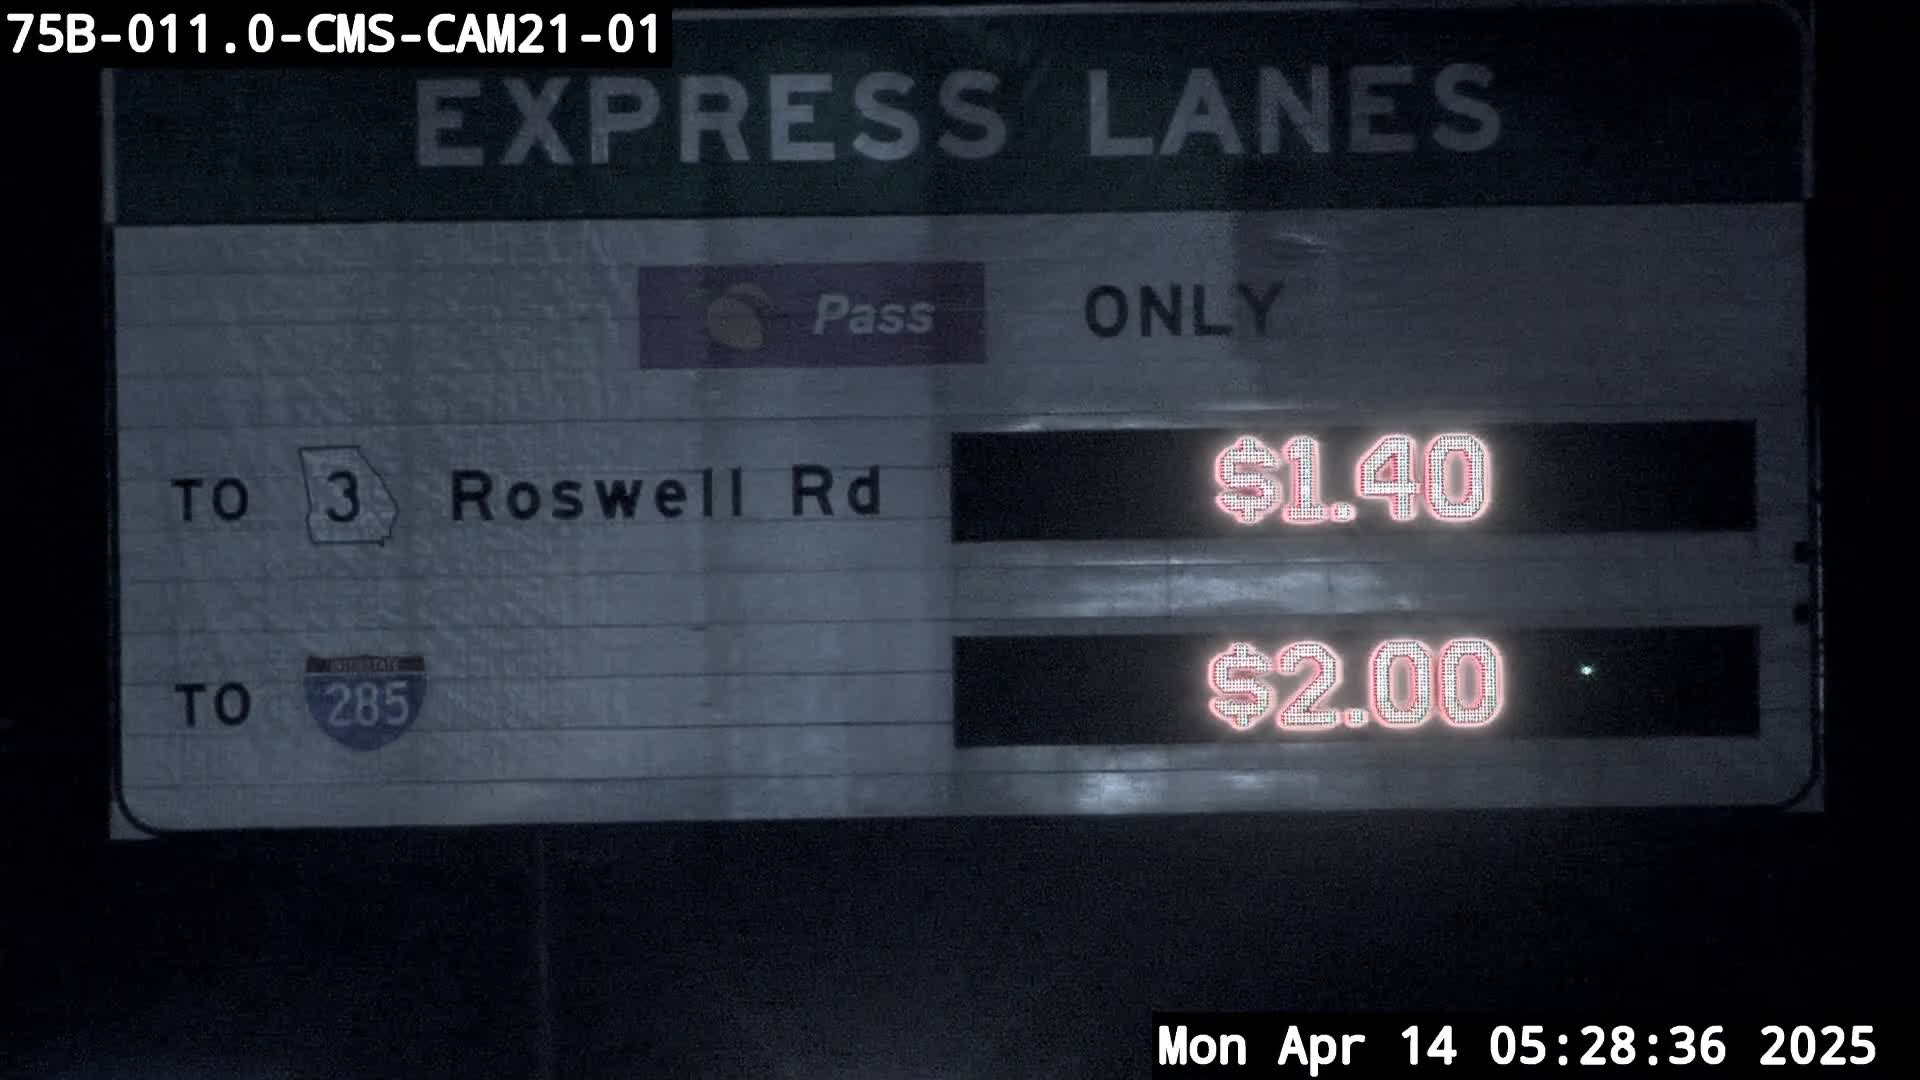 75B-011.0-CMS-CAM21-01
EXPRESS LANES
Pass ONLY
TO 3 Roswell Rd $1.40
INTERSTATE
TO 285 $2.00
Mon Apr 14 05:28:36 2025